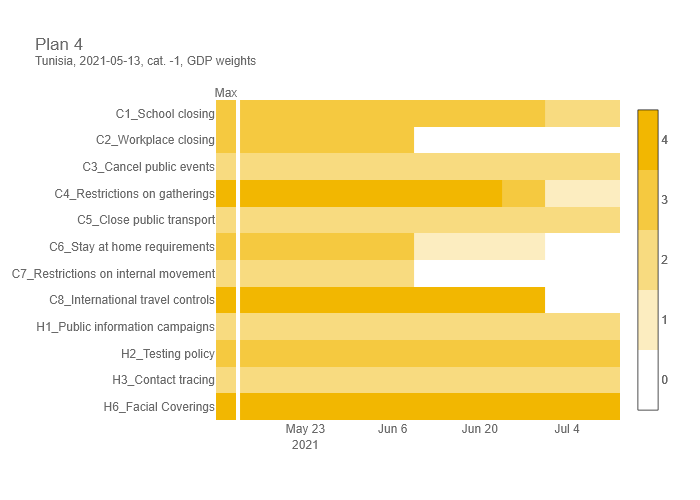 Plan 4
Tunisia, 2021-05-13, cat. -1, GDP weights
Max
C1_School closing
C2_Workplace closing
C3_Cancel public events
C4_Restrictions on gatherings
C5_Close public transport
C6_Stay at home requirements
C7_Restrictions on internal movement
C8_International travel controls
H1_Public information campaigns
H2_Testing policy
H3_Contact tracing
H6_Facial Coverings
4
3
2
1
0
May 23 Jun 6 Jun 20 Jul 4
2021